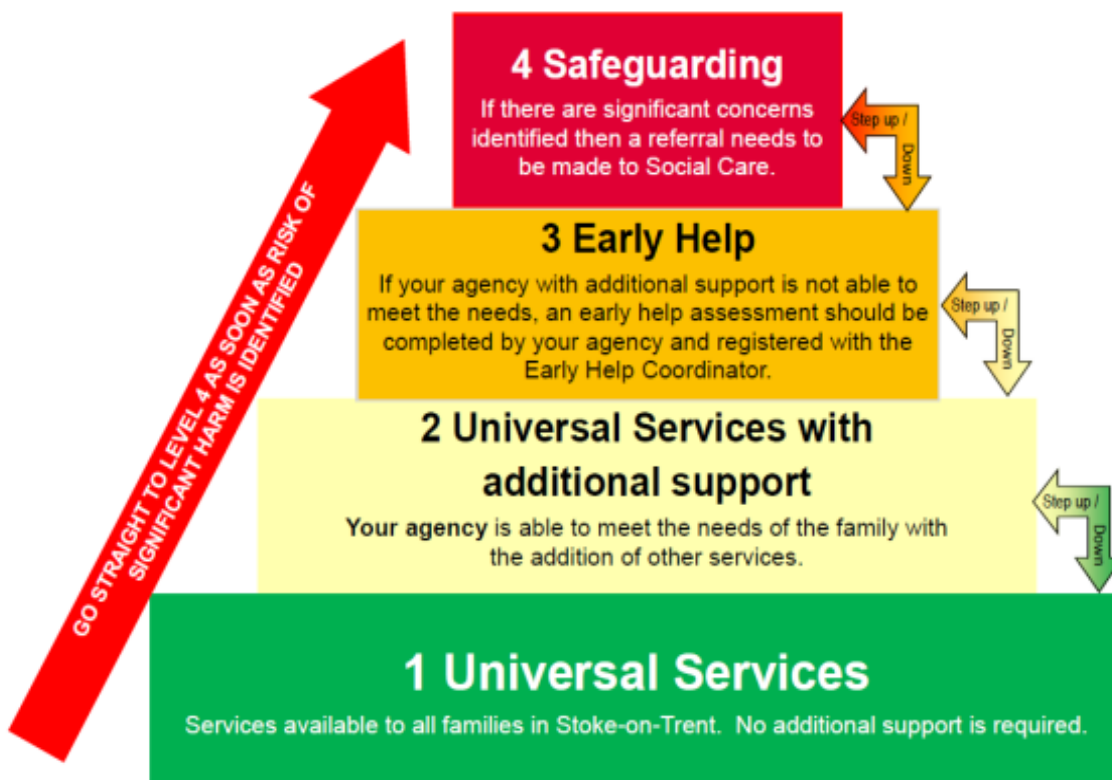 4 Safeguarding
If there are significant concerns
identified then a referral needs to
be made to Social Care.
Step up /
Down
3 Early Help
If your agency with additional support is not able to
meet the needs, an early help assessment should be
completed by your agency and registered with the
Early Help Coordinator.
Step up /
Down
2 Universal Services with
additional support
Your agency is able to meet the needs of the family with
the addition of other services.
Step up /
Down
1 Universal Services
Services available to all families in Stoke-on-Trent. No additional support is required.
GO STRAIGHT TO LEVEL 4 AS SOON AS RISK OF
SIGNIFICANT HARM IS IDENTIFIED